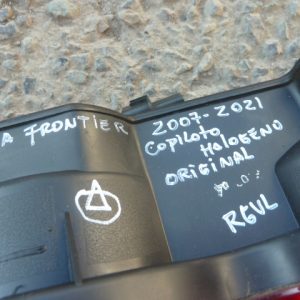 A FRONTIER
2007-2021
Copiloto
HALOGENO
ORIGINAL
RGVL